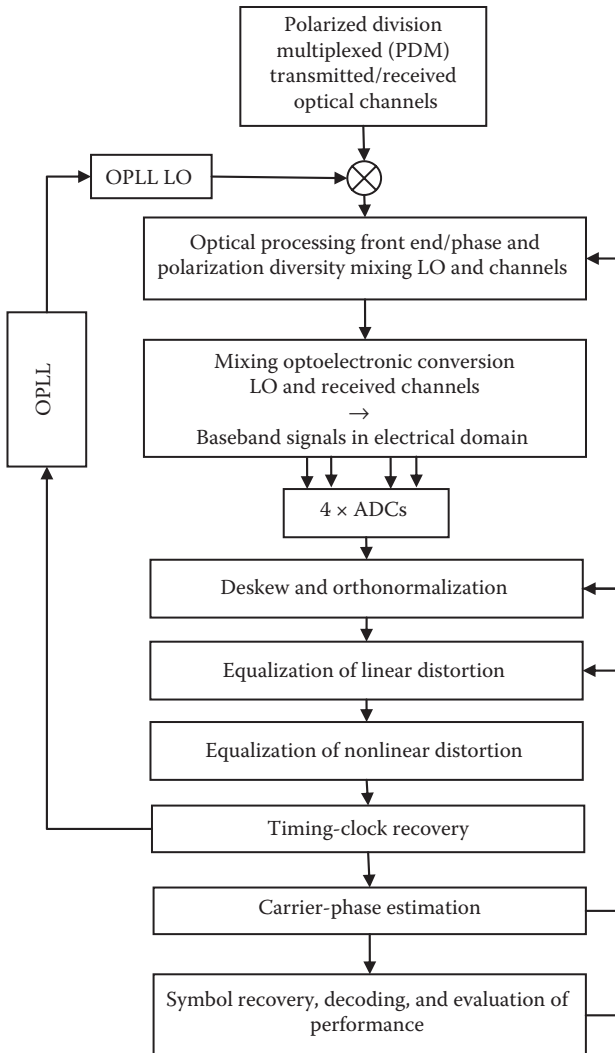 Polarized division
multiplexed (PDM)
transmitted/received
optical channels
OPLL LO
Optical processing front end/phase and
polarization diversity mixing LO and channels
OPLL
Mixing optoelectronic conversion
LO and received channels
→
Baseband signals in electrical domain
4 × ADCs
Deskew and orthonormalization
Equalization of linear distortion
Equalization of nonlinear distortion
Timing-clock recovery
Carrier-phase estimation
Symbol recovery, decoding, and evaluation of
performance